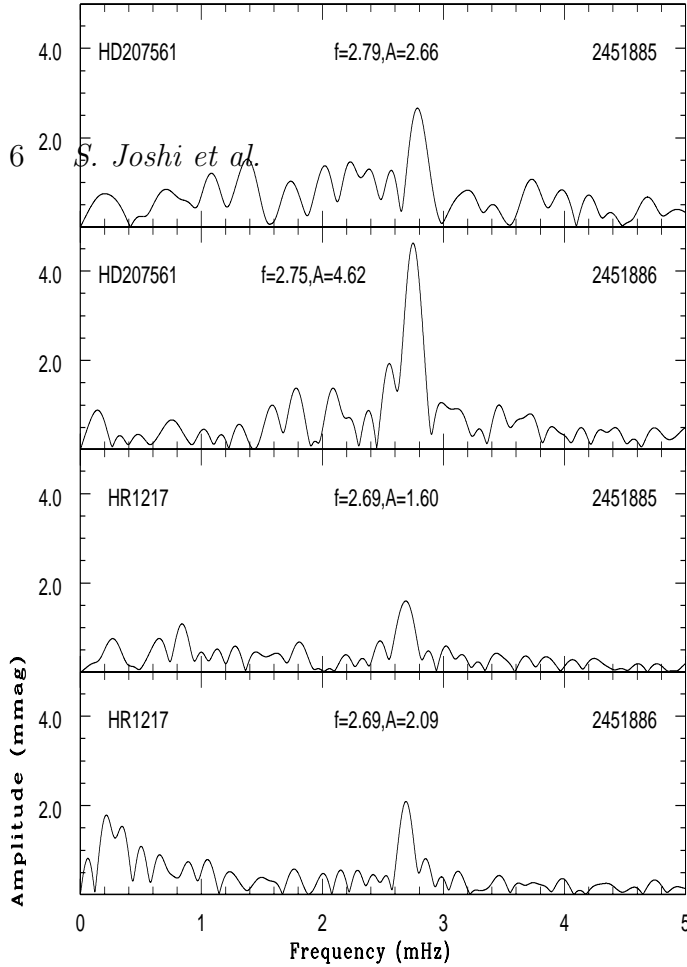 4.0 HD207561 f=2.79,A=2.66 2451885
2.0
6 S. Joshi et al.
4.0 HD207561 f=2.75,A=4.62 2451886
2.0
4.0 HR1217 f=2.69,A=1.60 2451885
2.0
4.0 HR1217 f=2.69,A=2.09 2451886
2.0
Amplitude (mmag)
0 1 2 3 4 5
Frequency (mHz)